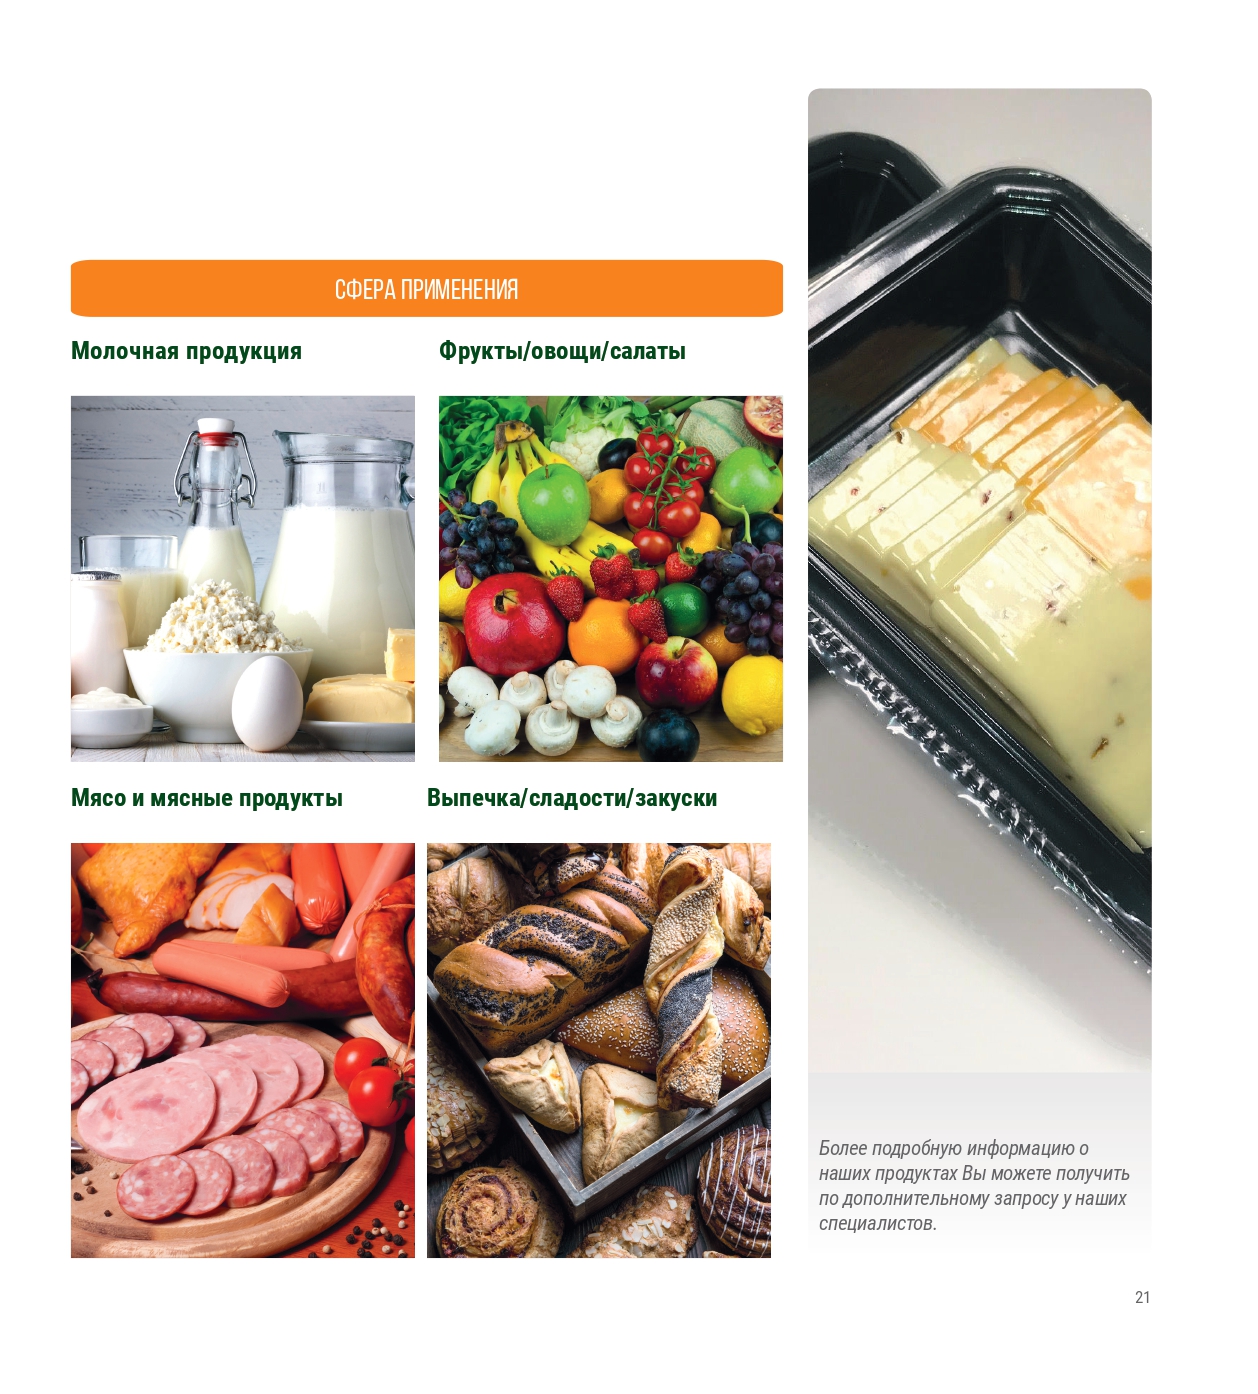 СФЕРА ПРИМЕНЕНИЯ
Молочная продукция
Фрукты/овощи/салаты
Мясо и мясные продукты
Выпечка/сладости/закуски
Более подробную информацию о
наших продуктах Вы можете получить
по дополнительному запросу у наших
специалистов.
21